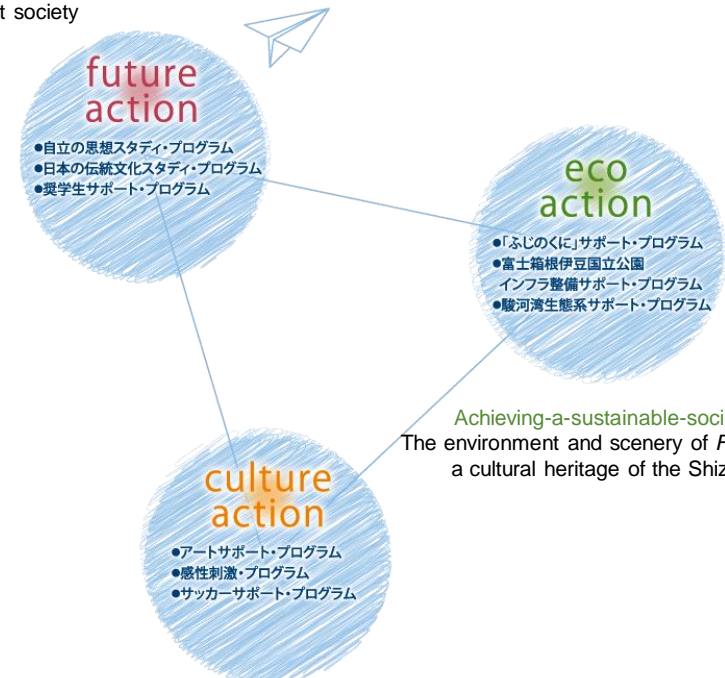 t society
future
action
●自立の思想スタディ・プログラム
●日本の伝統文化スタディ・プログラム
●奨学生サポート・プログラム
eco
action
●「ふじのくに」サポート・プログラム
●富士箱根伊豆国立公園
インフラ整備サポート・プログラム
●駿河湾生態系サポート・プログラム
Achieving-a-sustainable-soci
The environment and scenery of F
a cultural heritage of the Shiz
culture
action
●アートサポート・プログラム
●感性刺激・プログラム
●サッカーサポート・プログラム